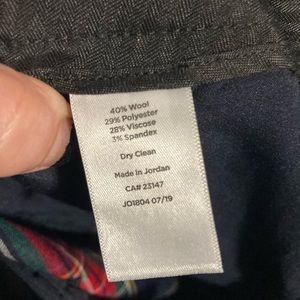 40% Wool
29% Polyester
28% Viscose
3% Spandex
Dry Clean
Made in Jordan
CA# 23147
JO1804 07/19